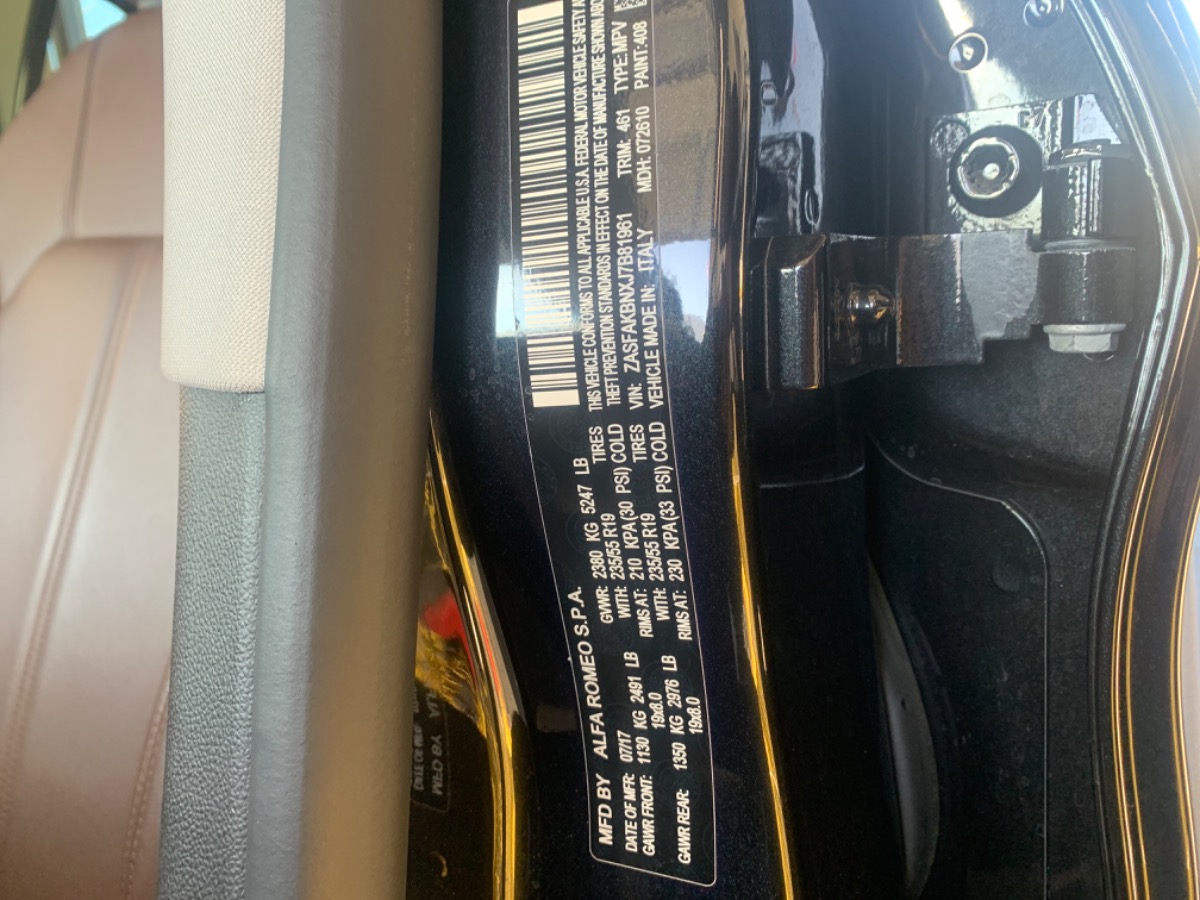 MFD BY ALFA ROMEO S.P.A.
DATE OF MFR: 07/17 GVWR: 2380 KG 5247 LB
GAWR FRONT: 1130 KG 2491 LB WITH: 235/55 R19 TIRES
19x8.0 RIMS AT: 210 KPA (30 PSI) COLD
GAWR REAR: 1350 KG 2976 LB WITH: 235/55 R19 TIRES
19x8.0 RIMS AT: 230 KPA (33 PSI) COLD
THIS VEHICLE CONFORMS TO ALL APPLICABLE U.S.A. FEDERAL MOTOR VEHICLE SAFETY
THEFT PREVENTION STANDARDS IN EFFECT ON THE DATE OF MANUFACTURE SHOWN
VIN: ZASFAKBNXJ7B81961 TRIM: 461 TYPE: MPV
VEHICLE MADE IN: ITALY MDH: 072610 PAINT: 408